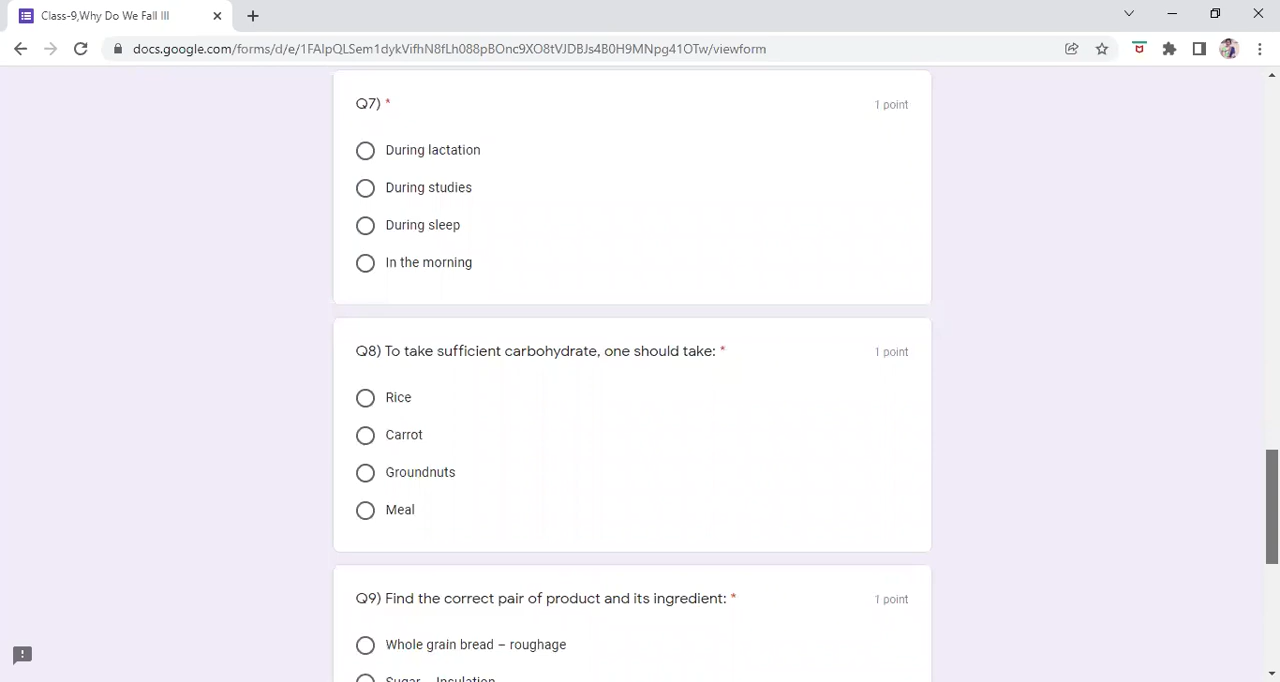 Class-9,Why Do We Fall Ill
docs.google.com/forms/d/e/1FAIpQLSem1dykVifhN8fLh088pBOnc9XO8tVJDBJs4B0H9MNpg41OTw/viewform
Q7) * 1 point
During lactation
During studies
During sleep
In the morning
Q8) To take sufficient carbohydrate, one should take: * 1 point
Rice
Carrot
Groundnuts
Meal
Q9) Find the correct pair of product and its ingredient: * 1 point
Whole grain bread – roughage
Sugar – Insulation